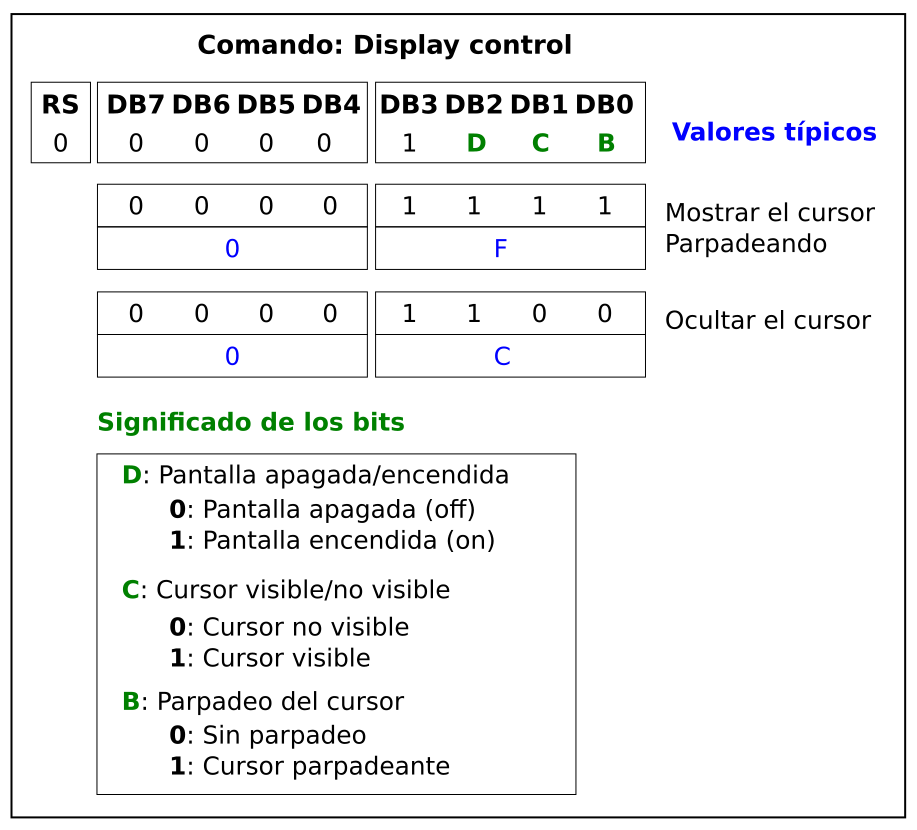 Comando: Display control
RS DB7 DB6 DB5 DB4 DB3 DB2 DB1 DB0
0 0 0 0 0 1 D C B
Valores típicos
0 0 0 0 1 1 1 1
0 F
Mostrar el cursor
Parpadeando
0 0 0 0 1 1 0 0
0 C
Ocultar el cursor
Significado de los bits
D: Pantalla apagada/encendida
0: Pantalla apagada (off)
1: Pantalla encendida (on)
C: Cursor visible/no visible
0: Cursor no visible
1: Cursor visible
B: Parpadeo del cursor
0: Sin parpadeo
1: Cursor parpadeante